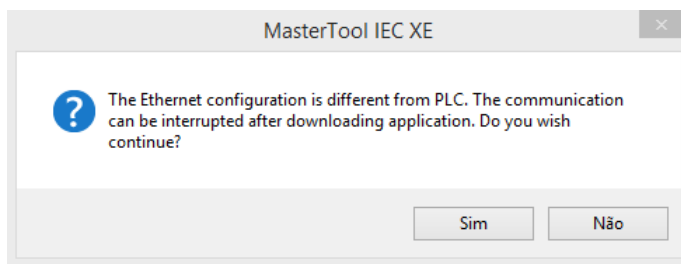 MasterTool IEC XE
The Ethernet configuration is different from PLC. The communication
can be interrupted after downloading application. Do you wish
continue?
Sim Não